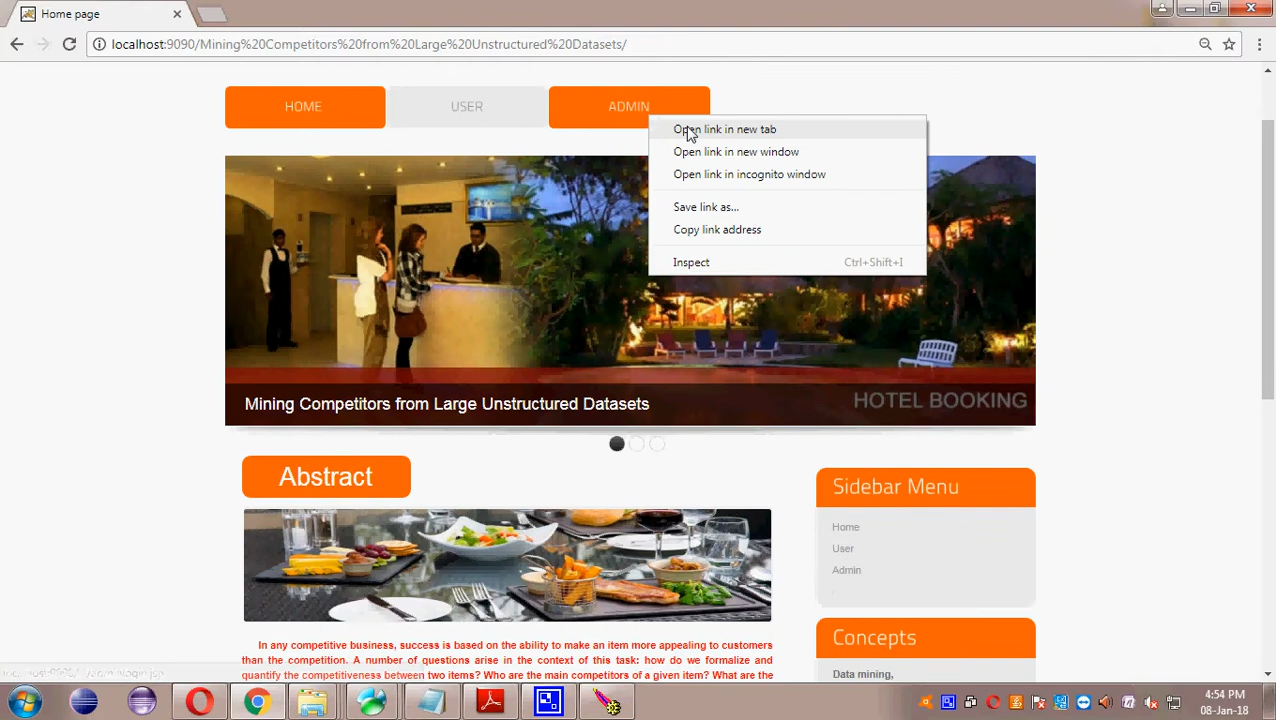 Home page
localhost:9090/Mining%20Competitors%20from%20Large%20Unstructured%20Datasets/
HOME
USER
ADMIN
Open link in new tab
Open link in new window
Open link in incognito window
Save link as...
Copy link address
Inspect Ctrl+Shift+I
Mining Competitors from Large Unstructured Datasets
HOTEL BOOKING
Abstract
In any competitive business, success is based on the ability to make an item more appealing to customers
than the competition. A number of questions arise in the context of this task: how do we formalize and
quantify the competitiveness between two items? Who are the main competitors of a given item? What are the
Sidebar Menu
Home
User
Admin
Concepts
Data mining,
4:54 PM
08-Jan-18